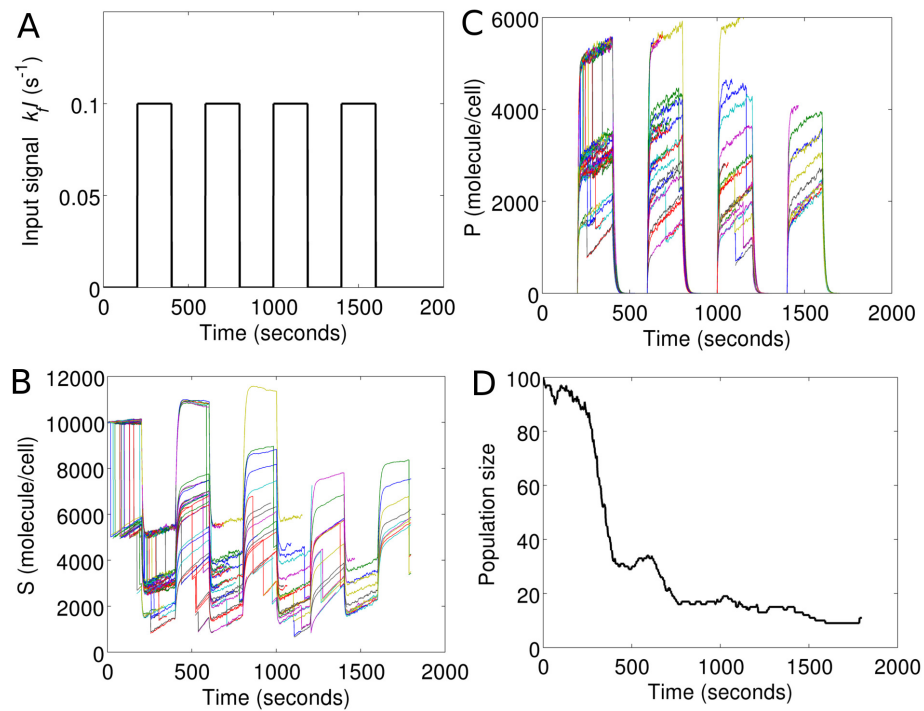 A
Input signal k_f I (s⁻¹)
0.1
0.05
0
0 500 1000 1500 200
Time (seconds)
B
S (molecule/cell)
12000
10000
8000
6000
4000
2000
0
0 500 1000 1500 2000
Time (seconds)
C
P (molecule/cell)
6000
4000
2000
0
0 500 1000 1500 2000
Time (seconds)
D
Population size
100
80
60
40
20
0
0 500 1000 1500 2000
Time (seconds)